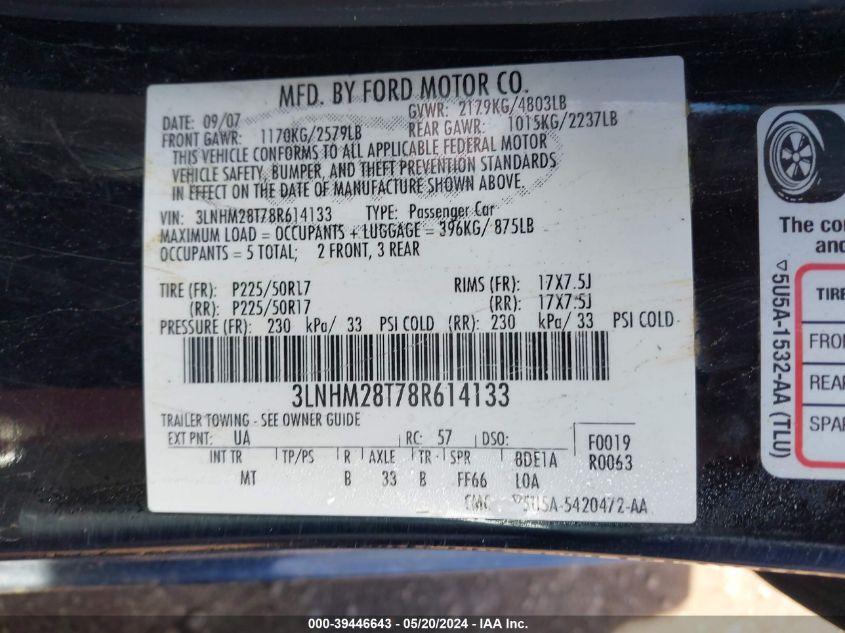 MFD. BY FORD MOTOR CO.
DATE: 09/07 GVWR: 2179KG/4803LB
FRONT GAWR: 1170KG/2579LB REAR GAWR: 1015KG/2237LB
THIS VEHICLE CONFORMS TO ALL APPLICABLE FEDERAL MOTOR
VEHICLE SAFETY, BUMPER, AND THEFT PREVENTION STANDARDS
IN EFFECT ON THE DATE OF MANUFACTURE SHOWN ABOVE.
VIN: 3LNHM28T78R614133 TYPE: Passenger Car
MAXIMUM LOAD = OCCUPANTS + LUGGAGE = 396KG/ 875LB
OCCUPANTS = 5 TOTAL; 2 FRONT, 3 REAR
TIRE (FR): P225/50R17 RIMS (FR): 17X7.5J
(RR): P225/50R17 (RR): 17X7.5J
PRESSURE (FR): 230 kPa/ 33 PSI COLD (RR): 230 kPa/ 33 PSI COLD
3LNHM28T78R614133
TRAILER TOWING - SEE OWNER GUIDE
EXT PNT: UA RC: 57 DSO: F0019
INT TR TP/PS R AXLE TR SPR 8DE1A R0063
MT B 33 B FF66 LOA
CMC 5U5A-5420472-AA
The co
and
TIRE
FRON
REAR
SPAR
5U5A-1532-AA (TLU)
000-39446643 - 05/20/2024 - IAA Inc.